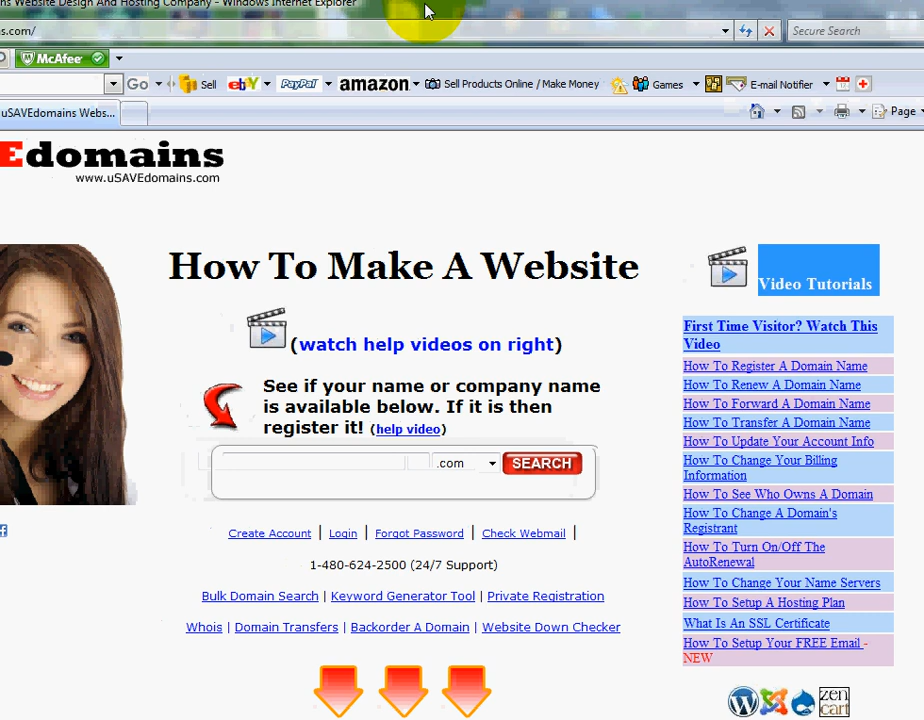 ns Website Design And Hosting Company - Windows Internet Explorer
s.com/
Secure Search
McAfee
Go
Sell
ebY
PayPal
amazon
Sell Products Online / Make Money
Games
E-mail Notifier
uSAVEdomains Webs...
Page
Edomains
www.uSAVEdomains.com
How To Make A Website
Video Tutorials
(watch help videos on right)
See if your name or company name
is available below. If it is then
register it! (help video)
.com
SEARCH
Create Account | Login | Forgot Password | Check Webmail |
1-480-624-2500 (24/7 Support)
Bulk Domain Search | Keyword Generator Tool | Private Registration
Whois | Domain Transfers | Backorder A Domain | Website Down Checker
First Time Visitor? Watch This
Video
How To Register A Domain Name
How To Renew A Domain Name
How To Forward A Domain Name
How To Transfer A Domain Name
How To Update Your Account Info
How To Change Your Billing
Information
How To See Who Owns A Domain
How To Change A Domain's
Registrant
How To Turn On/Off The
AutoRenewal
How To Change Your Name Servers
How To Setup A Hosting Plan
What Is An SSL Certificate
How To Setup Your FREE Email -
NEW
zen
cart